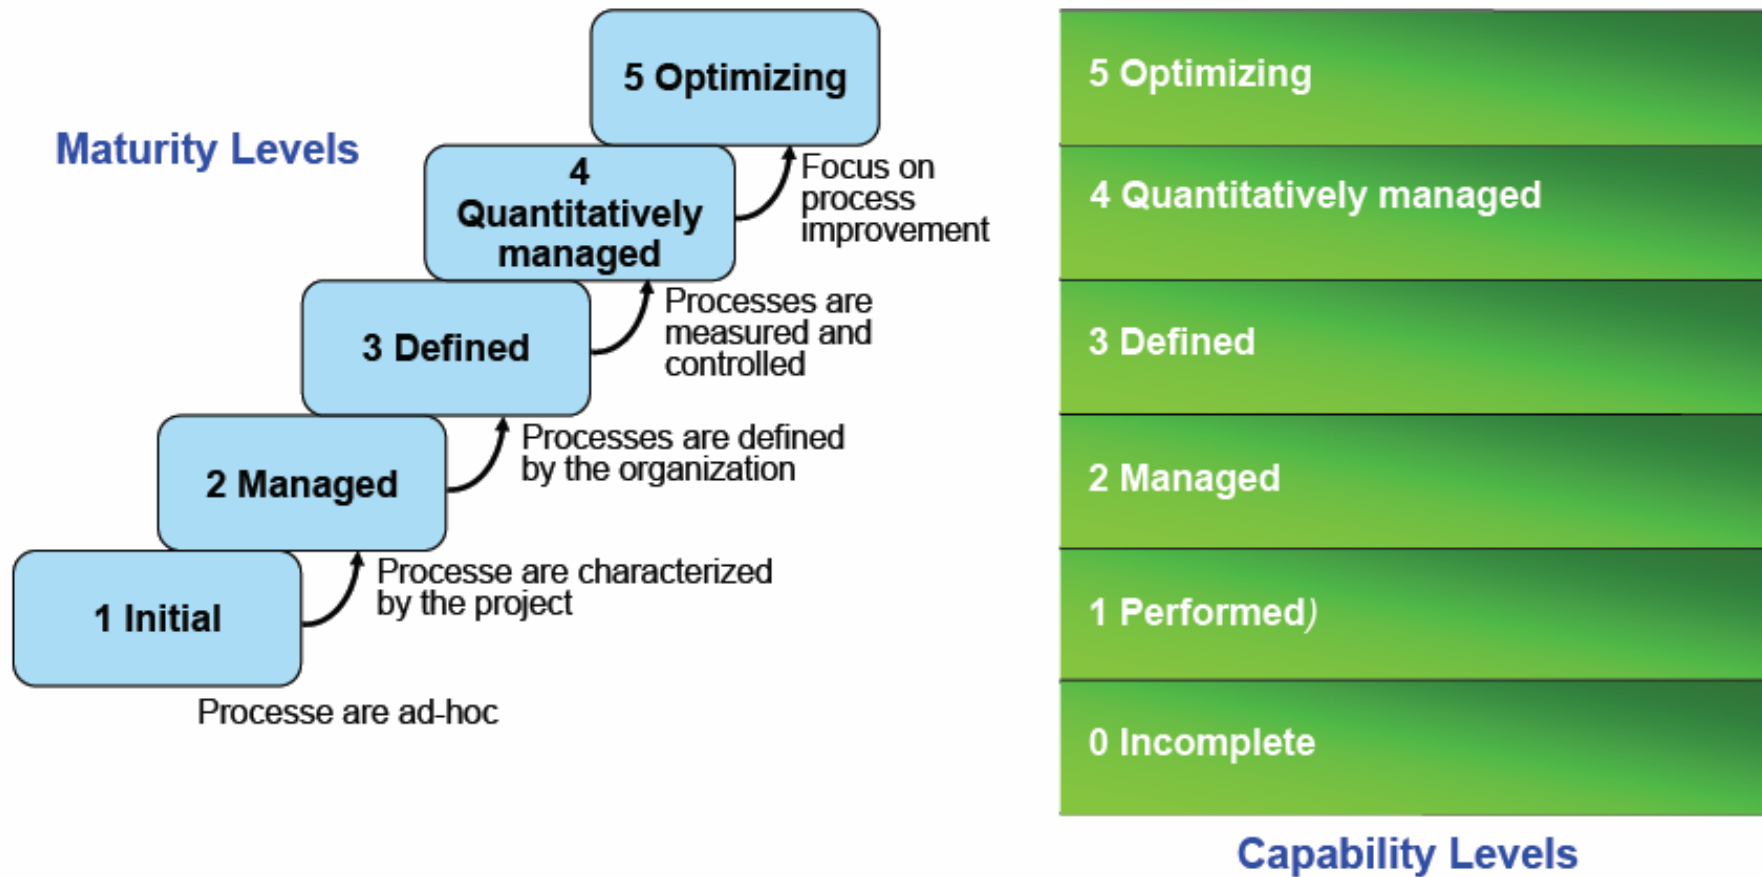 Maturity Levels
5 Optimizing
4
Quantitatively
managed
Focus on
process
improvement
3 Defined
Processes are
measured and
controlled
2 Managed
Processes are defined
by the organization
1 Initial
Processe are characterized
by the project
Processe are ad-hoc
5 Optimizing
4 Quantitatively managed
3 Defined
2 Managed
1 Performed)
0 Incomplete
Capability Levels